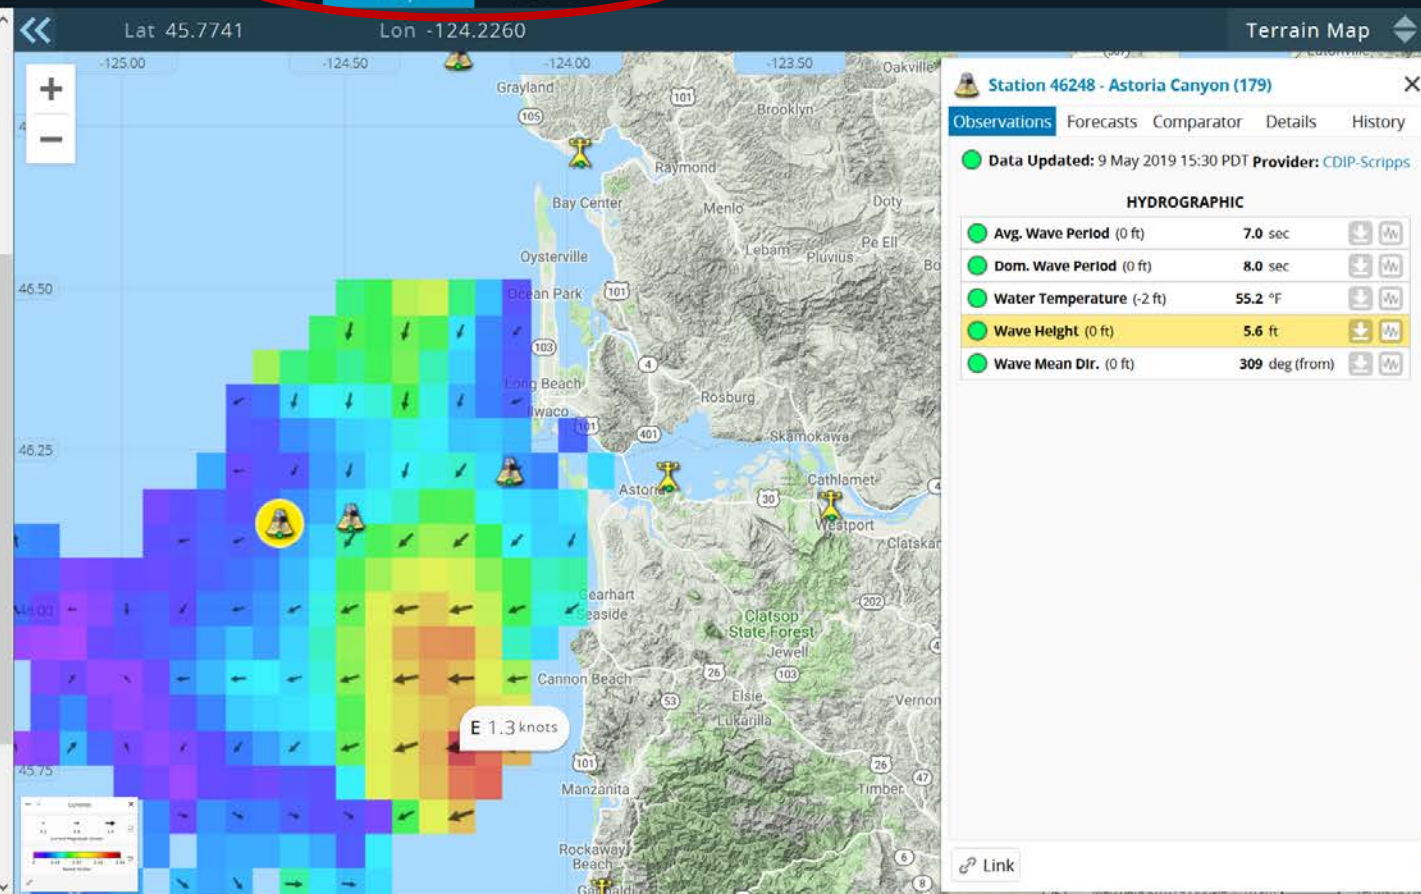 Lat 45.7741
Lon -124.2260
Terrain Map
-125.00
-124.50
-124.00
-123.50
Oakville
Grayland
105
101
Brooklyn
Raymond
Bay Center
Menlo
Doty
Pe Ell
Lebam
Pluvius
Oysterville
46.50
Ocean Park
101
103
4
Long Beach
Rosburg
Ilwaco
101
401
Skamokawa
46.25
Cathlamet
Astoria
30
Westport
Clatskan
46.00
Gearhart
Seaside
202
Clatsop
State Forest
Jewell
Cannon Beach
26
103
53
Elsie
Vernon
Lukarilla
E 1.3 knots
101
26
47
45.75
Manzanita
Timber
Currents
Rockaway
Beach
6
8
Garibaldi
Station 46248 - Astoria Canyon (179)
Observations Forecasts Comparator Details History
Data Updated: 9 May 2019 15:30 PDT Provider: CDIP-Scripps
HYDROGRAPHIC
Avg. Wave Period (0 ft) 7.0 sec
Dom. Wave Period (0 ft) 8.0 sec
Water Temperature (-2 ft) 55.2 °F
Wave Height (0 ft) 5.6 ft
Wave Mean Dir. (0 ft) 309 deg (from)
Link